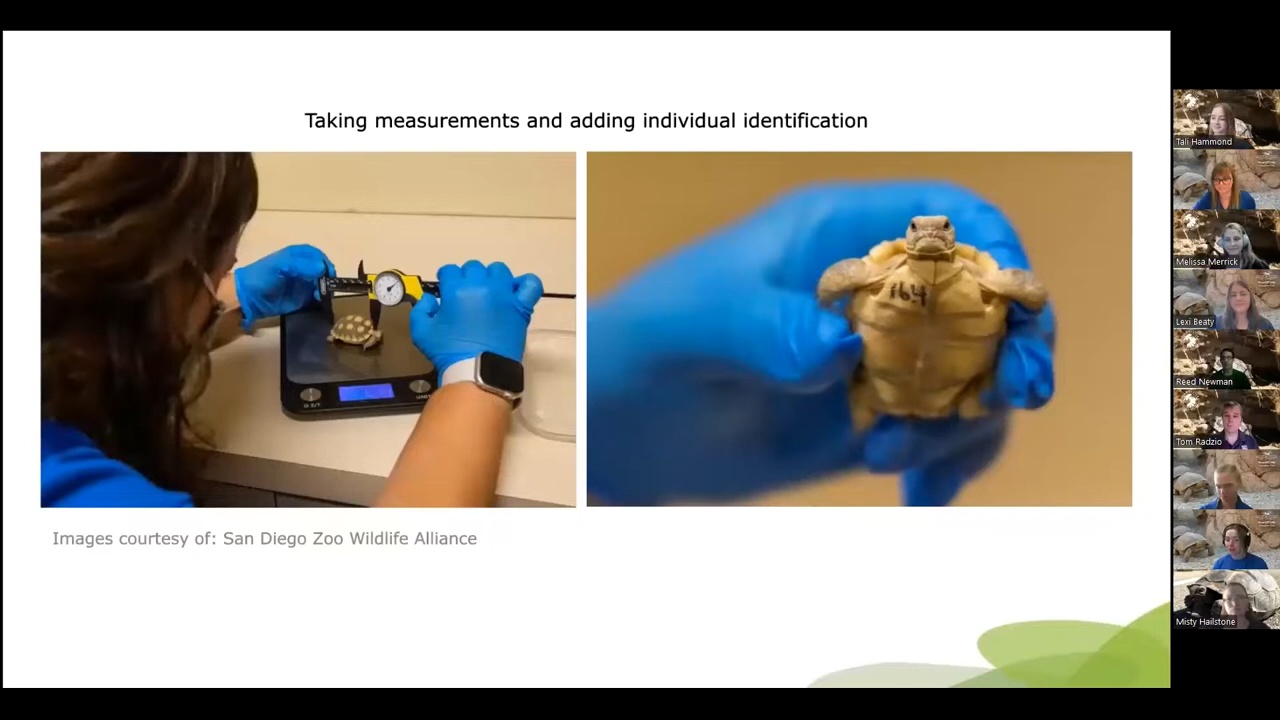 Taking measurements and adding individual identification
164
Images courtesy of: San Diego Zoo Wildlife Alliance
Tali Hammond
Melissa Merrick
Lexi Beaty
Reed Newman
Tom Radzio
Misty Hailstone